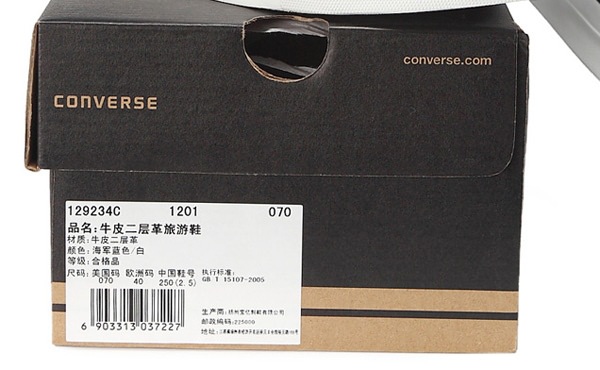 converse.com
CONVERSE
129234C 1201 070
品名:牛皮二层革旅游鞋
材质:牛皮二层革
颜色:海军蓝色/白
等级:合格品
尺码:美国码 欧洲码 中国鞋号 执行标准:
070 40 250(2.5) GB T 15107-2005
生产商:
邮政编码:225600
地址:
6 903313 037227